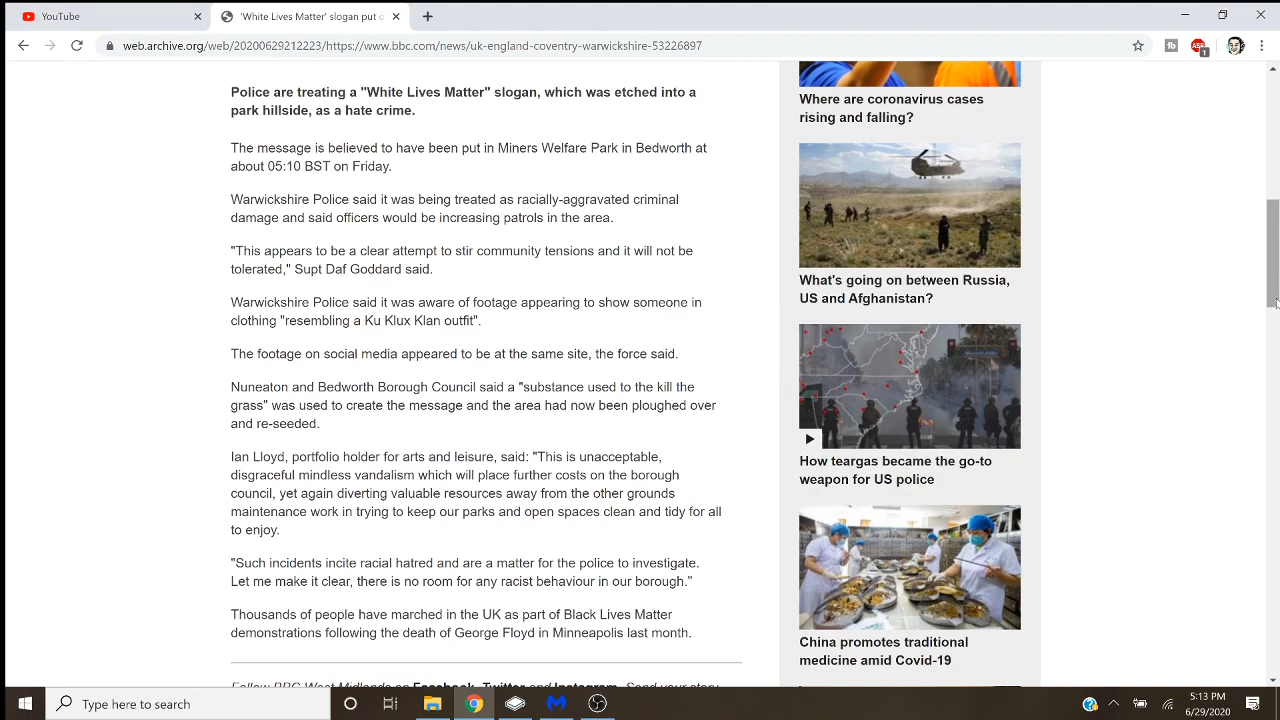 YouTube
'White Lives Matter' slogan put o
web.archive.org/web/20200629212223/https://www.bbc.com/news/uk-england-coventry-warwickshire-53226897
Police are treating a "White Lives Matter" slogan, which was etched into a
park hillside, as a hate crime.
The message is believed to have been put in Miners Welfare Park in Bedworth at
about 05:10 BST on Friday.
Warwickshire Police said it was being treated as racially-aggravated criminal
damage and said officers would be increasing patrols in the area.
"This appears to be a clear attempt to stir community tensions and it will not be
tolerated," Supt Daf Goddard said.
Warwickshire Police said it was aware of footage appearing to show someone in
clothing "resembling a Ku Klux Klan outfit".
The footage on social media appeared to be at the same site, the force said.
Nuneaton and Bedworth Borough Council said a "substance used to the kill the
grass" was used to create the message and the area had now been ploughed over
and re-seeded.
Ian Lloyd, portfolio holder for arts and leisure, said: "This is unacceptable,
disgraceful mindless vandalism which will place further costs on the borough
council, yet again diverting valuable resources away from the other grounds
maintenance work in trying to keep our parks and open spaces clean and tidy for all
to enjoy.
"Such incidents incite racial hatred and are a matter for the police to investigate.
Let me make it clear, there is no room for any racist behaviour in our borough."
Thousands of people have marched in the UK as part of Black Lives Matter
demonstrations following the death of George Floyd in Minneapolis last month.
Where are coronavirus cases
rising and falling?
What's going on between Russia,
US and Afghanistan?
How teargas became the go-to
weapon for US police
China promotes traditional
medicine amid Covid-19
Follow BBC West Midlands on Facebook, Twitter and Instagram. Send your story
Type here to search
5:13 PM
6/29/2020